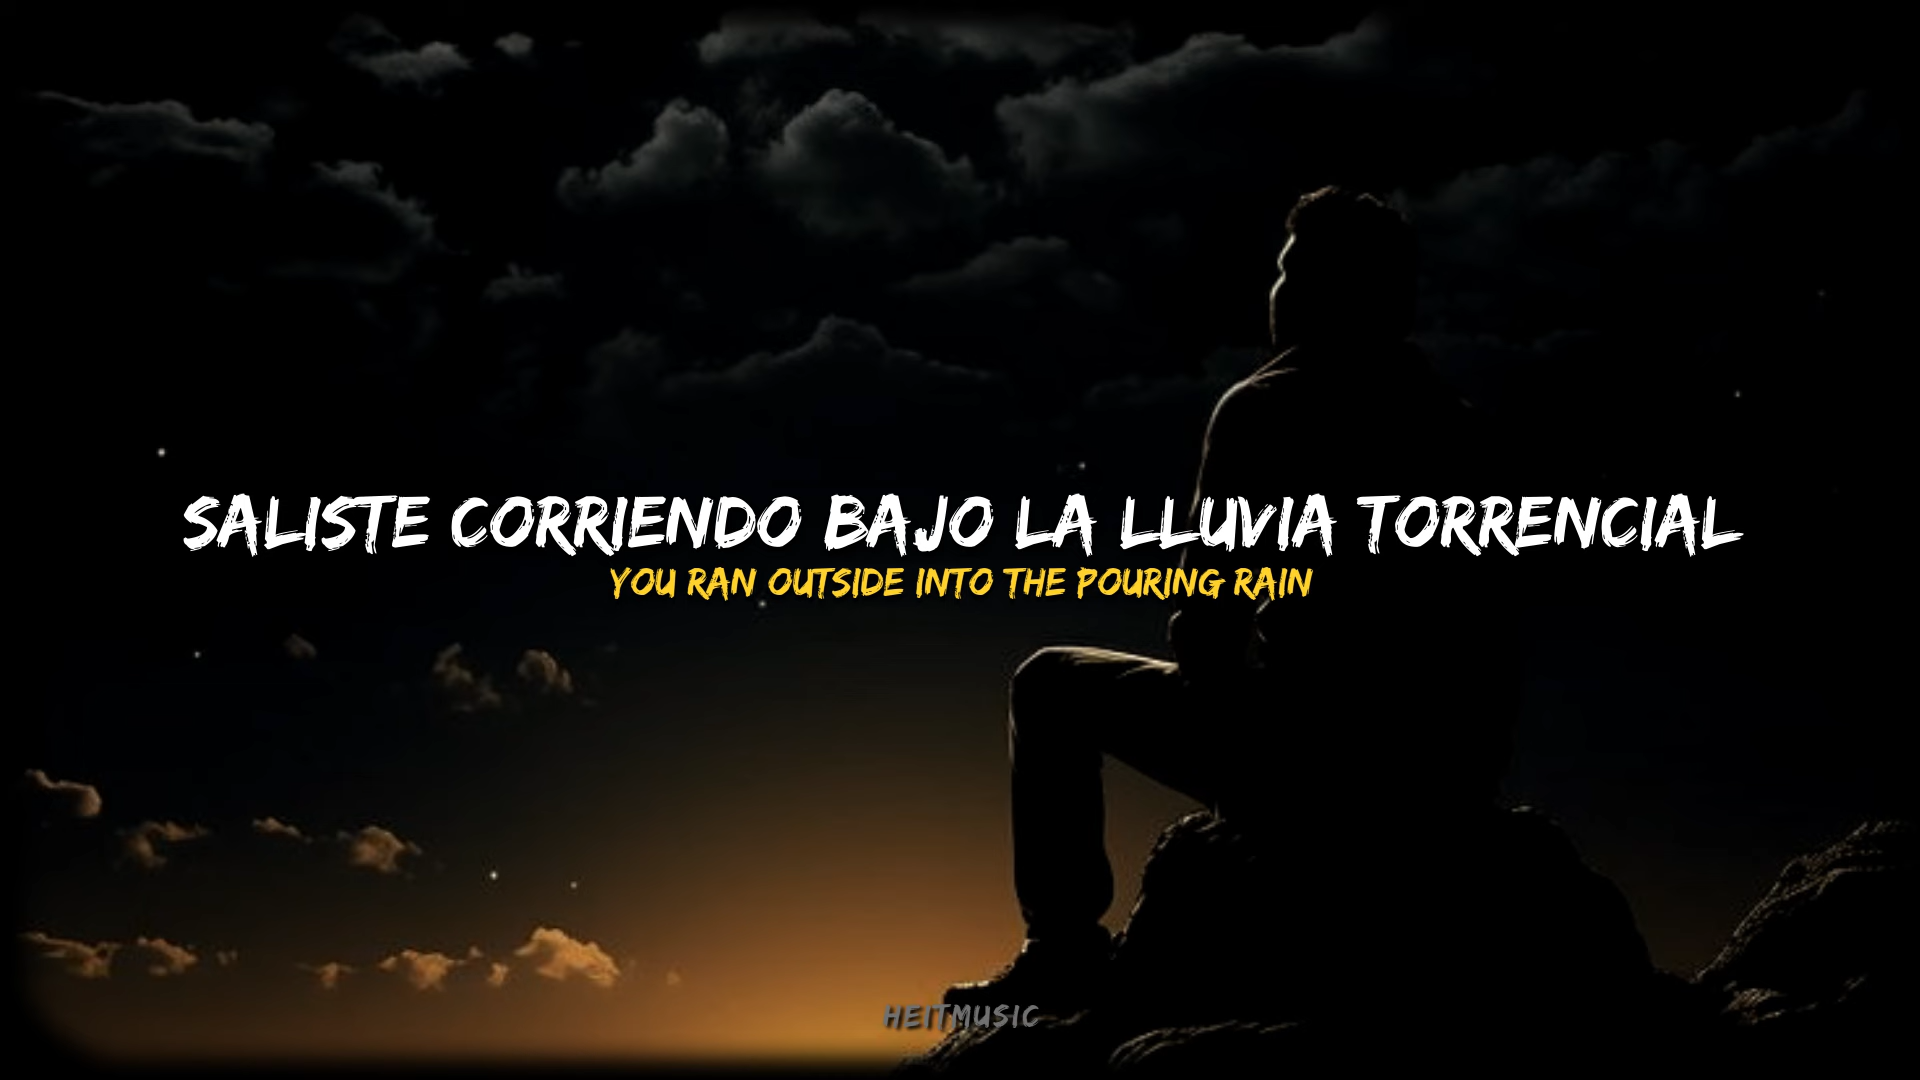 SALISTE CORRIENDO BAJO LA LLUVIA TORRENCIAL
YOU RAN OUTSIDE INTO THE POURING RAIN
HEITMUSIC